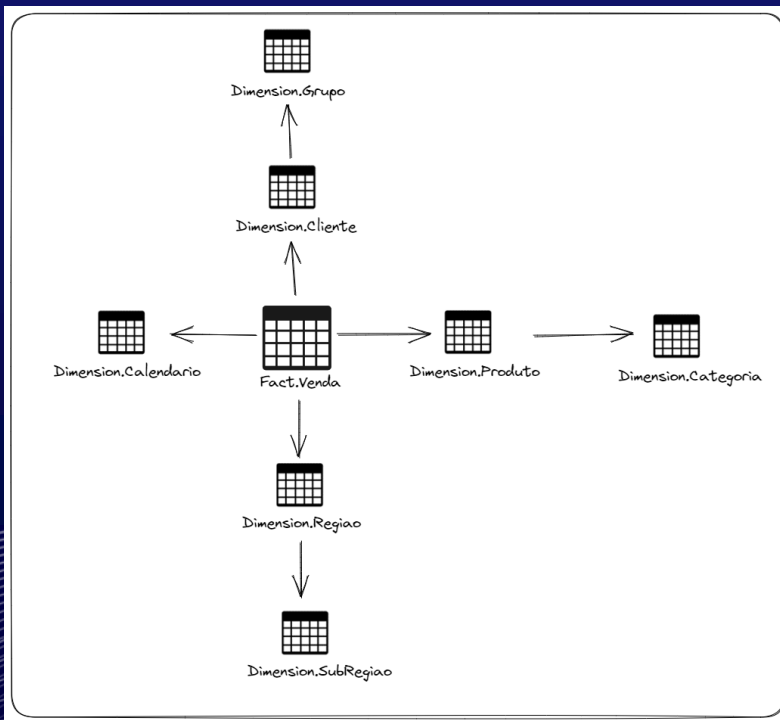 Dimension.Grupo
Dimension.Cliente
Dimension.Calendario
Fact.Venda
Dimension.Produto
Dimension.Categoria
Dimension.Regiao
Dimension.SubRegiao